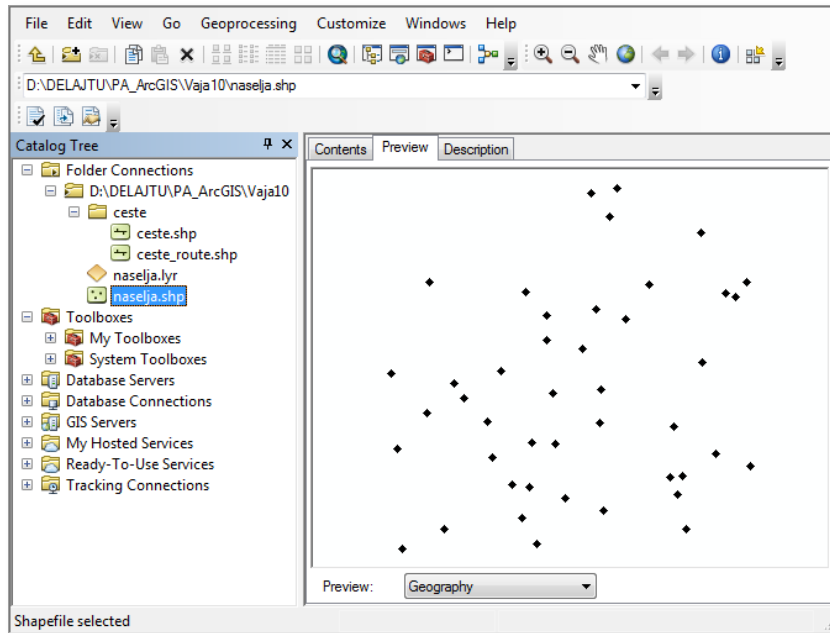 File Edit View Go Geoprocessing Customize Windows Help
D:\DELAJTU\PA_ArcGIS\Vaja10\naselja.shp
Catalog Tree
Folder Connections
D:\DELAJTU\PA_ArcGIS\Vaja10
ceste
ceste.shp
ceste_route.shp
naselja.lyr
naselja.shp
Toolboxes
My Toolboxes
System Toolboxes
Database Servers
Database Connections
GIS Servers
My Hosted Services
Ready-To-Use Services
Tracking Connections
Contents Preview Description
Preview: Geography
Shapefile selected